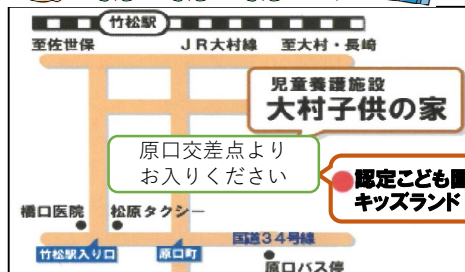 竹松駅
至佐世保
JR大村線
至大村・長崎
児童養護施設
大村子供の家
原口交差点より
お入りください
認定こども園
キッズランド
橋口医院
松原タクシー
竹松駅入り口
原口町
国道34号線
原口バス停